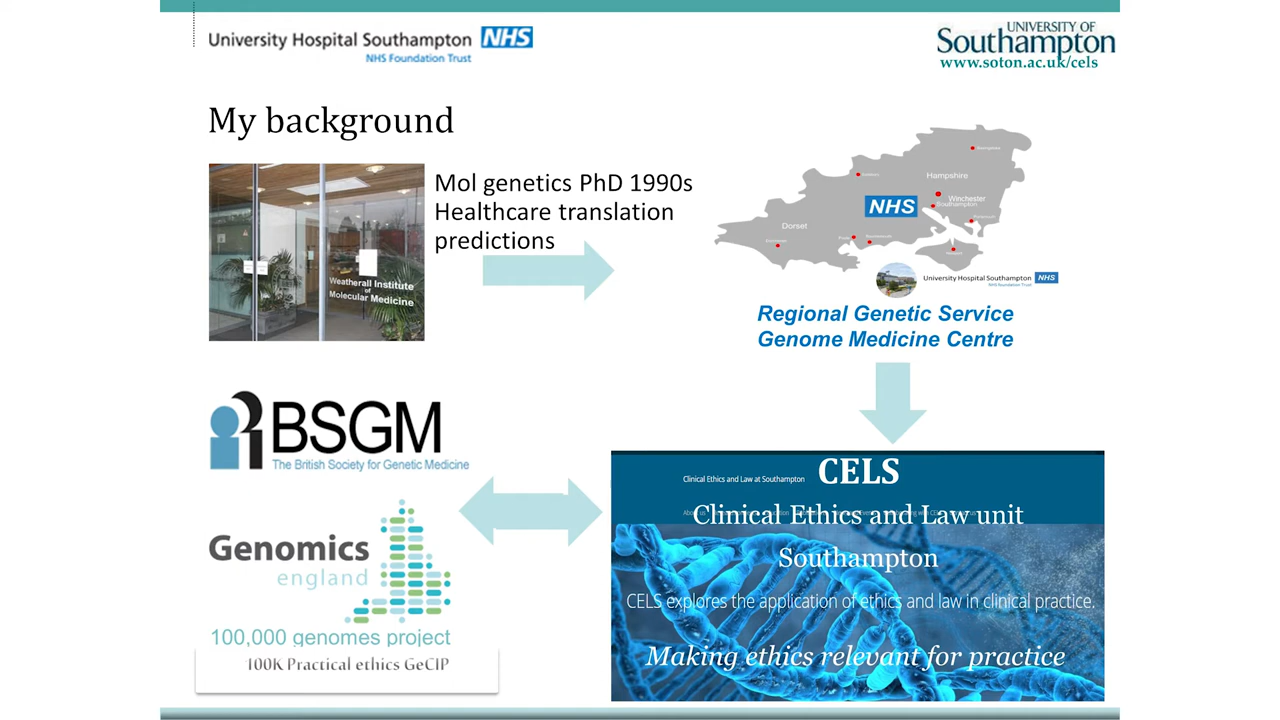 University Hospital Southampton NHS
NHS Foundation Trust
UNIVERSITY OF
Southampton
www.soton.ac.uk/cels
My background
Weatherall Institute
of
Molecular Medicine
Mol genetics PhD 1990s
Healthcare translation
predictions
Hampshire
Winchester
Southampton
NHS
Dorset
University Hospital Southampton NHS
NHS Foundation Trust
Regional Genetic Service
Genome Medicine Centre
BSGM
The British Society for Genetic Medicine
Genomics
england
100,000 genomes project
100K Practical ethics GeCIP
Clinical Ethics and Law at Southampton
CELS
Clinical Ethics and Law unit
Southampton
CELS explores the application of ethics and law in clinical practice.
Making ethics relevant for practice